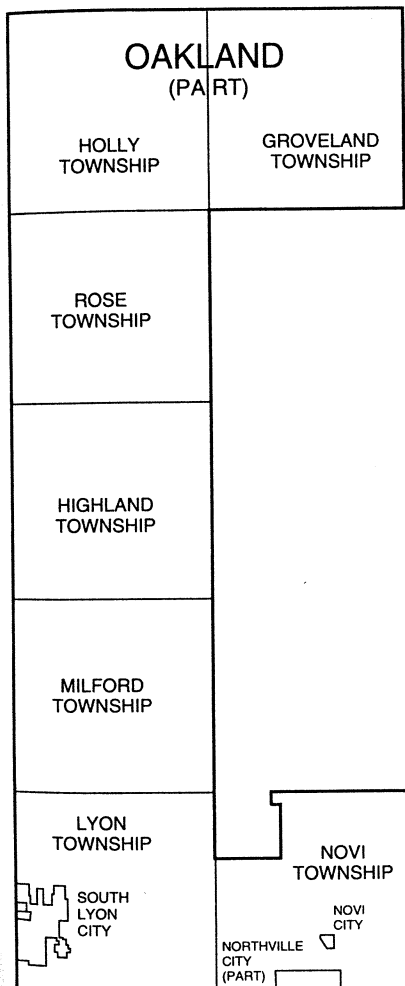 OAKLAND
(PART)
HOLLY
TOWNSHIP
GROVELAND
TOWNSHIP
ROSE
TOWNSHIP
HIGHLAND
TOWNSHIP
MILFORD
TOWNSHIP
LYON
TOWNSHIP
NOVI
TOWNSHIP
SOUTH
LYON
CITY
NOVI
CITY
NORTHVILLE
CITY
(PART)